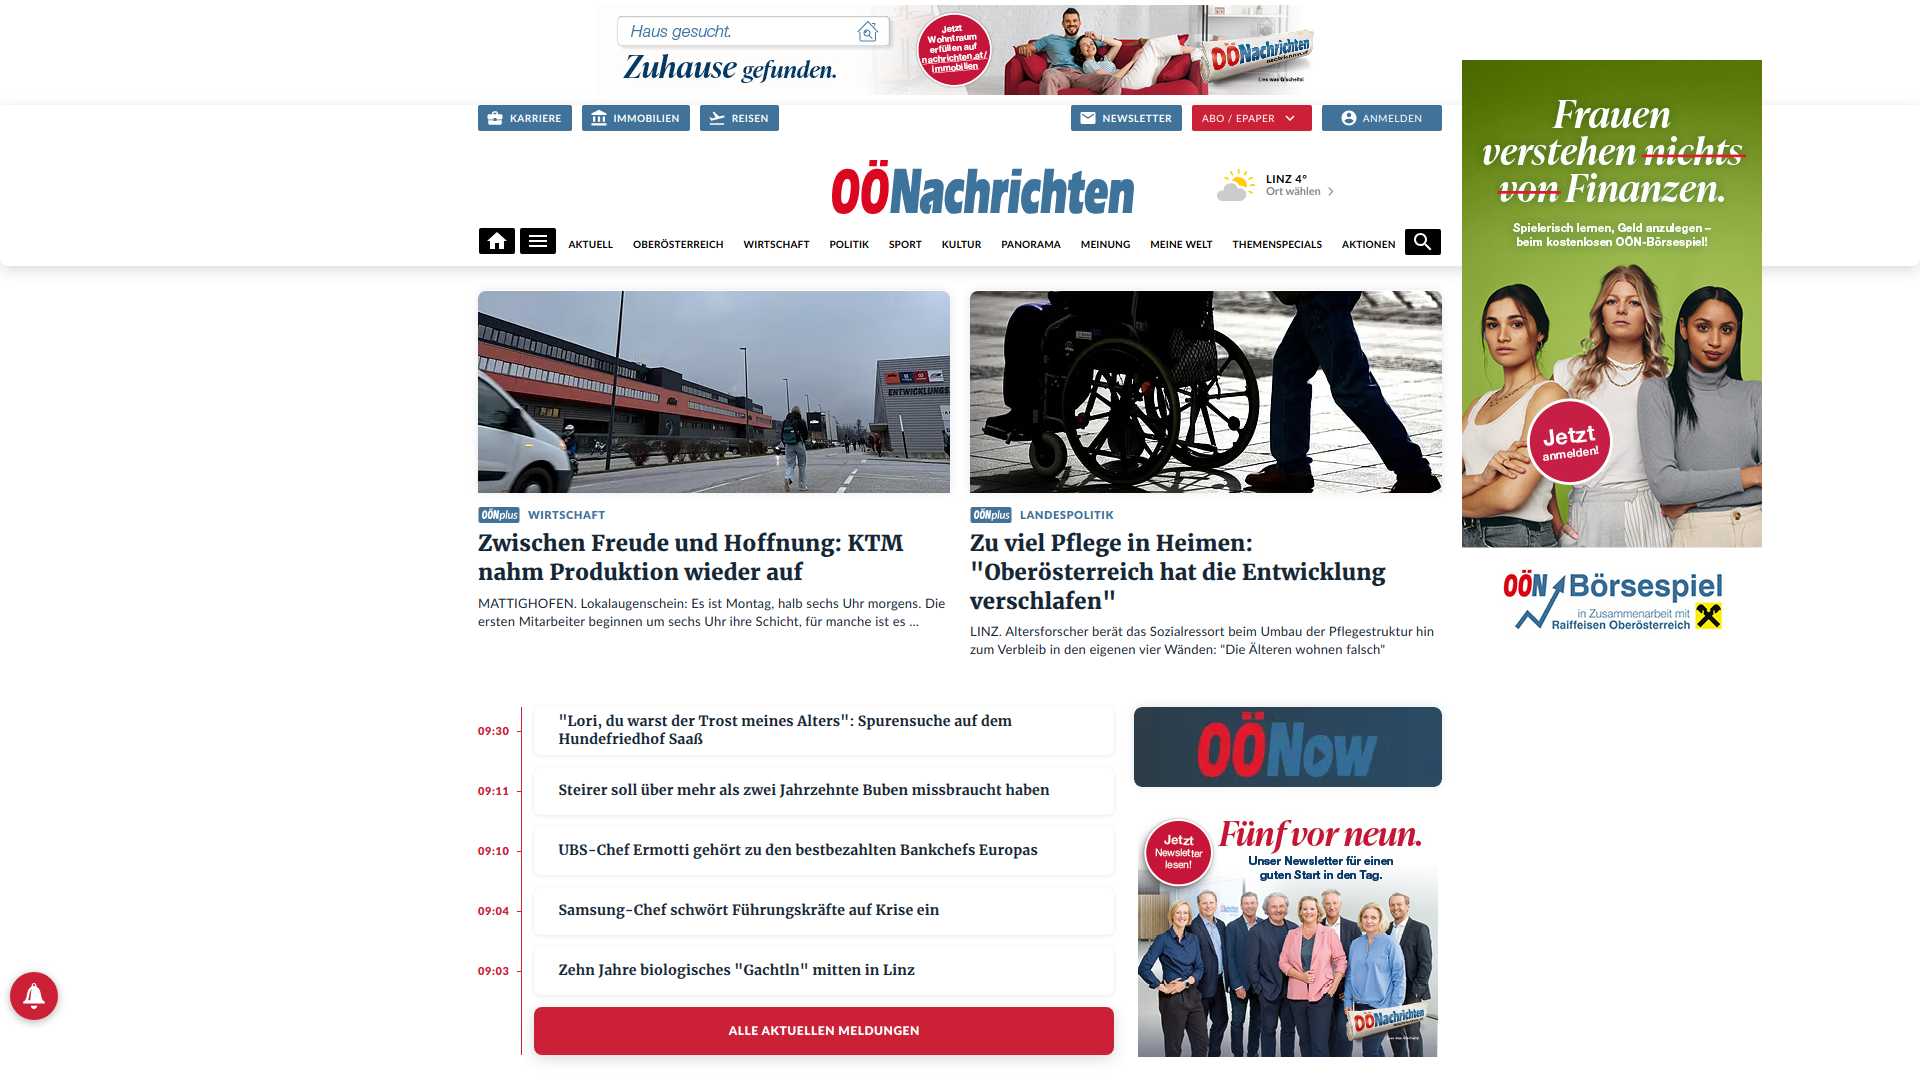 Haus gesucht.
Zuhause gefunden.
Jetzt
Wohntraum
erfüllen auf
nachrichten.at/
immobilien
OÖNachrichten
Lies was G'scheits!
KARRIERE
IMMOBILIEN
REISEN
NEWSLETTER
ABO / EPAPER
ANMELDEN
OÖNachrichten
LINZ 4°
Ort wählen
AKTUELL
OBERÖSTERREICH
WIRTSCHAFT
POLITIK
SPORT
KULTUR
PANORAMA
MEINUNG
MEINE WELT
THEMENSPECIALS
AKTIONEN
Frauen
verstehen nichts
von Finanzen.
Spielerisch lernen, Geld anzulegen –
beim kostenlosen OÖN-Börsespiel!
Jetzt
anmelden!
OÖN Börsespiel
in Zusammenarbeit mit
Raiffeisen Oberösterreich
ENTWICKLUNGS
OÖNplus WIRTSCHAFT
Zwischen Freude und Hoffnung: KTM
nahm Produktion wieder auf
MATTIGHOFEN. Lokalaugenschein: Es ist Montag, halb sechs Uhr morgens. Die
ersten Mitarbeiter beginnen um sechs Uhr ihre Schicht, für manche ist es ...
OÖNplus LANDESPOLITIK
Zu viel Pflege in Heimen:
"Oberösterreich hat die Entwicklung
verschlafen"
LINZ. Altersforscher berät das Sozialressort beim Umbau der Pflegestruktur hin
zum Verbleib in den eigenen vier Wänden: "Die Älteren wohnen falsch"
09:30
"Lori, du warst der Trost meines Alters": Spurensuche auf dem
Hundefriedhof Saaß
09:11
Steirer soll über mehr als zwei Jahrzehnte Buben missbraucht haben
09:10
UBS-Chef Ermotti gehört zu den bestbezahlten Bankchefs Europas
09:04
Samsung-Chef schwört Führungskräfte auf Krise ein
09:03
Zehn Jahre biologisches "Gachtln" mitten in Linz
ALLE AKTUELLEN MELDUNGEN
OÖNow
Jetzt
Newsletter
lesen!
Fünf vor neun.
Unser Newsletter für einen
guten Start in den Tag.
OÖNachrichten